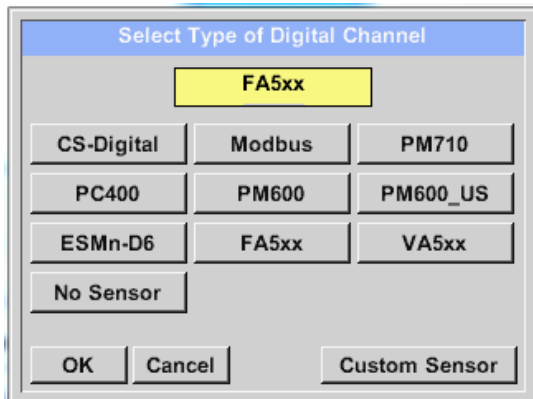 Select Type of Digital Channel
FA5xx
CS-Digital Modbus PM710
PC400 PM600 PM600_US
ESMn-D6 FA5xx VA5xx
No Sensor
OK Cancel Custom Sensor